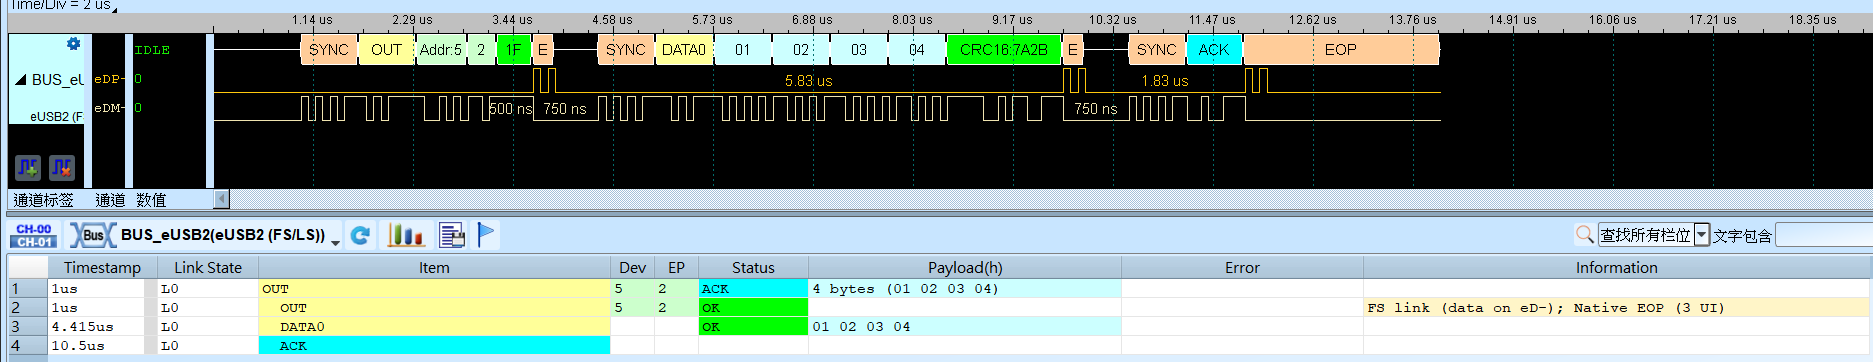 Time/Div = 2 us
1.14 us 2.29 us 3.44 us 4.58 us 5.73 us 6.88 us 8.03 us 9.17 us 10.32 us 11.47 us 12.62 us 13.76 us 14.91 us 16.06 us 17.21 us 18.35 us
IDLE SYNC OUT Addr:5 2 1F E SYNC DATA0 01 02 03 04 CRC16:7A2B E SYNC ACK EOP
BUS_eU eDP- 0 5.83 us 1.83 us
eUSB2 (F eDM- 0 500 ns 750 ns 750 ns
通道标签 通道 数值
CH-00
CH-01 Bus BUS_eUSB2(eUSB2 (FS/LS)) 查找所有栏位 文字包含
Timestamp Link State Item Dev EP Status Payload(h) Error Information
1 1us L0 OUT 5 2 ACK 4 bytes (01 02 03 04)
2 1us L0 OUT 5 2 OK FS link (data on eD-); Native EOP (3 UI)
3 4.415us L0 DATA0 OK 01 02 03 04
4 10.5us L0 ACK